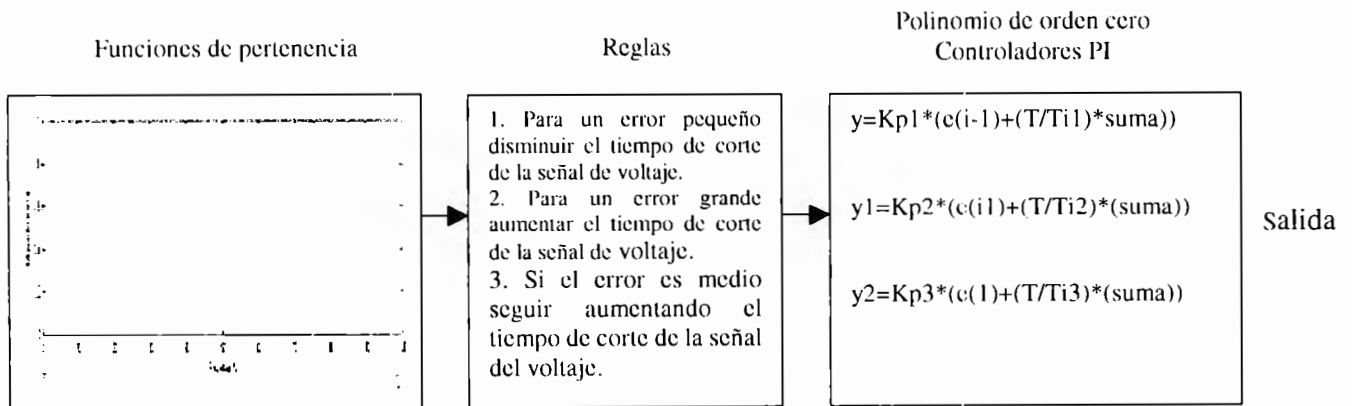 Funciones de pertenencia
Reglas
Polinomio de orden cero
Controladores PI
1. Para un error pequeño
disminuir el tiempo de corte
de la señal de voltaje.
2. Para un error grande
aumentar el tiempo de corte
de la señal de voltaje.
3. Si el error es medio
seguir aumentando el
tiempo de corte de la señal
del voltaje.
y=Kp1*(e(i-1)+(T/Ti1)*suma))
y1=Kp2*(e(i1)+(T/Ti2)*(suma))
y2=Kp3*(e(1)+(T/Ti3)*(suma))
Salida